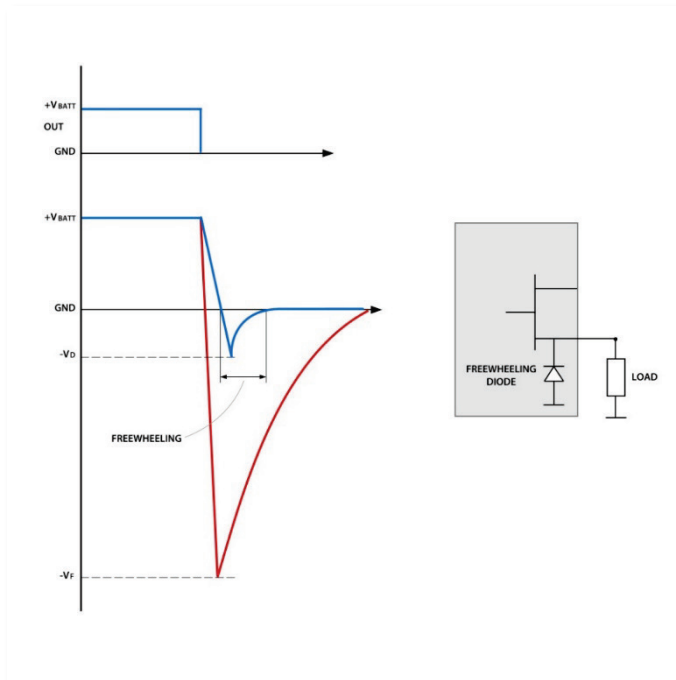 +VBATT
OUT
GND
+VBATT
GND
-VD
FREEWHEELING
-VF
FREEWHEELING
DIODE
LOAD